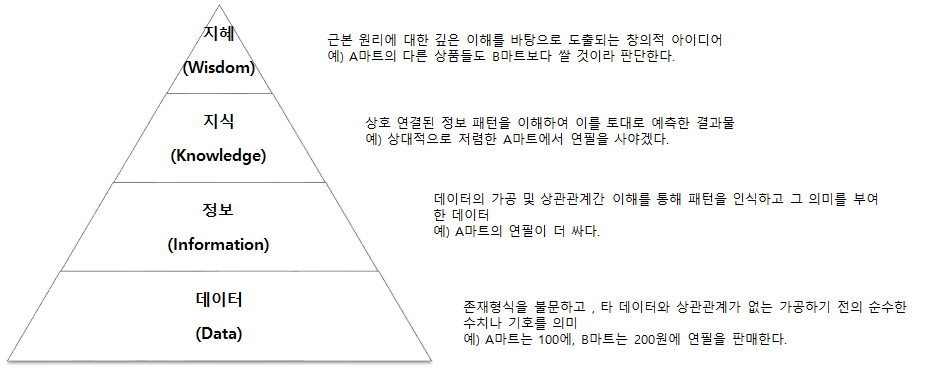 지혜
(Wisdom)
근본 원리에 대한 깊은 이해를 바탕으로 도출되는 창의적 아이디어
예) A마트의 다른 상품들도 B마트보다 쌀 것이라 판단한다.
지식
(Knowledge)
상호 연결된 정보 패턴을 이해하여 이를 토대로 예측한 결과물
예) 상대적으로 저렴한 A마트에서 연필을 사야겠다.
정보
(Information)
데이터의 가공 및 상관관계간 이해를 통해 패턴을 인식하고 그 의미를 부여
한 데이터
예) A마트의 연필이 더 싸다.
데이터
(Data)
존재형식을 불문하고 , 타 데이터와 상관관계가 없는 가공하기 전의 순수한
수치나 기호를 의미
예) A마트는 100에, B마트는 200원에 연필을 판매한다.